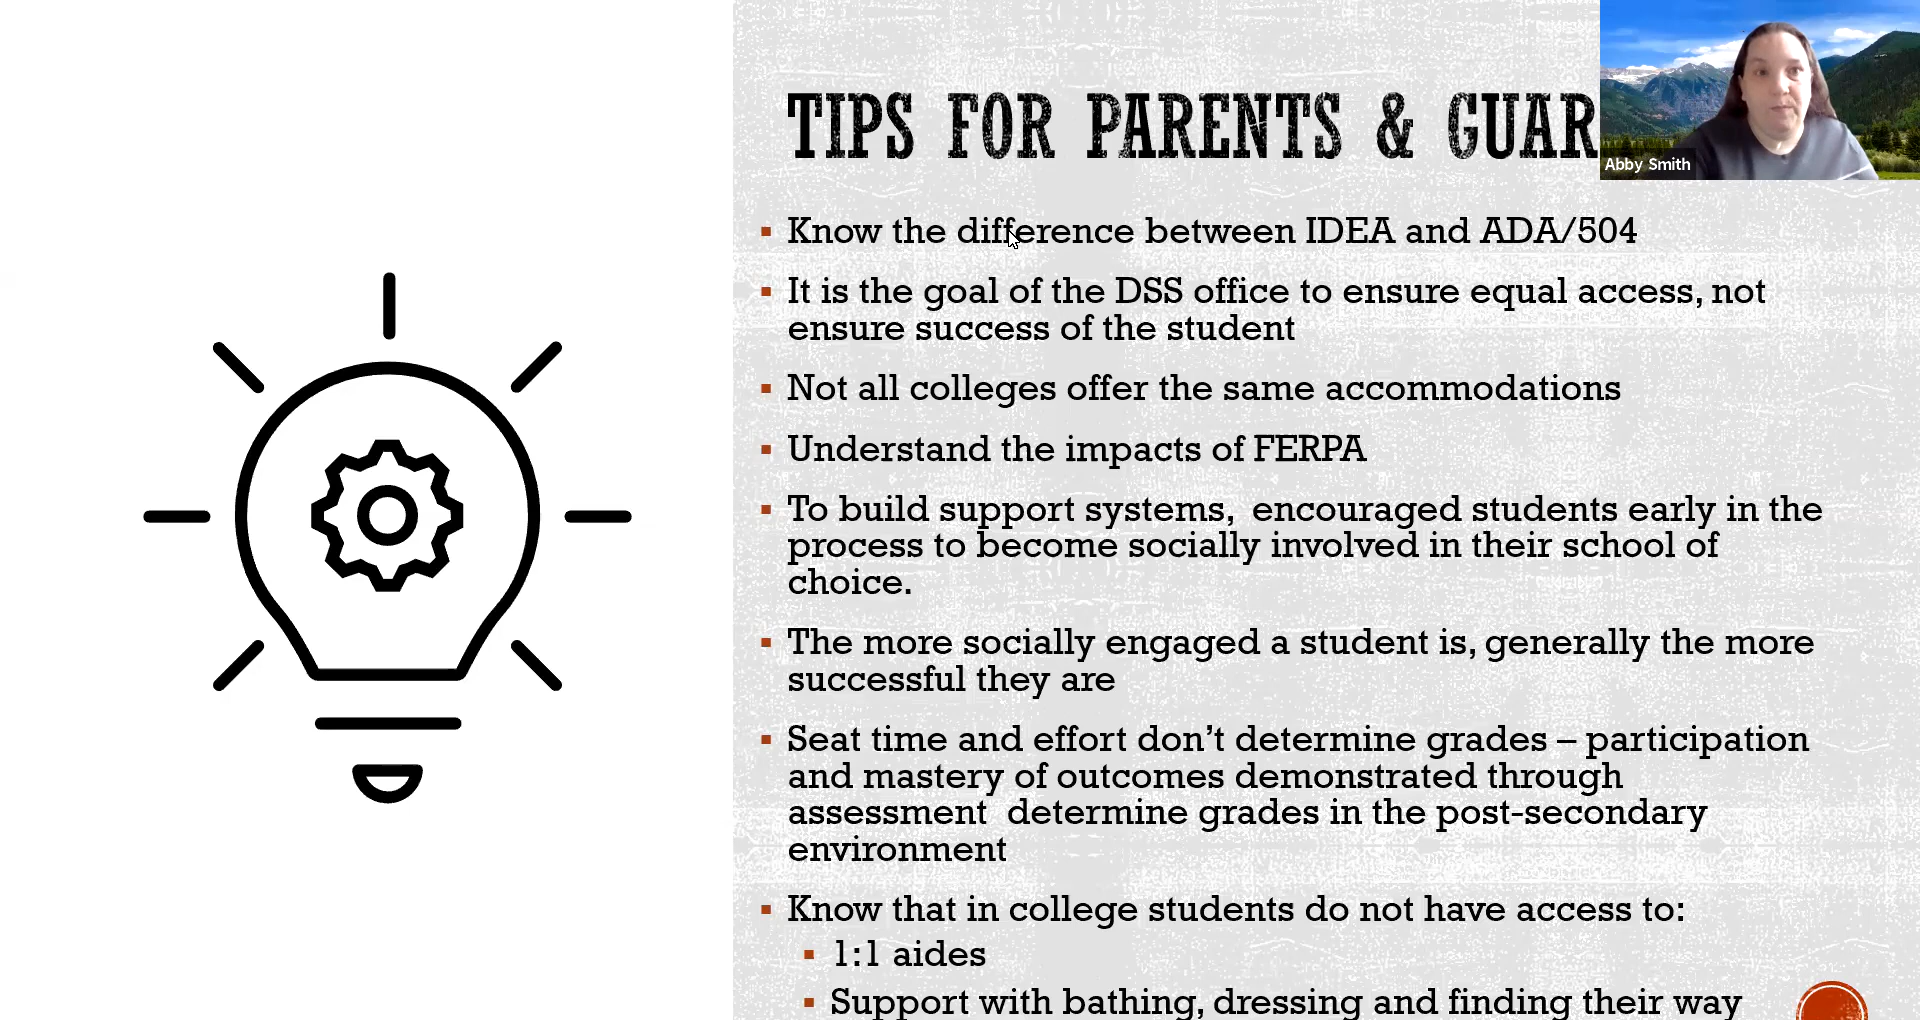 TIPS FOR PARENTS & GUAR
Abby Smith
Know the difference between IDEA and ADA/504
It is the goal of the DSS office to ensure equal access, not
ensure success of the student
Not all colleges offer the same accommodations
Understand the impacts of FERPA
To build support systems,  encouraged students early in the
process to become socially involved in their school of
choice.
The more socially engaged a student is, generally the more
successful they are
Seat time and effort don’t determine grades – participation
and mastery of outcomes demonstrated through
assessment  determine grades in the post-secondary
environment
Know that in college students do not have access to:
1:1 aides
Support with bathing, dressing and finding their way